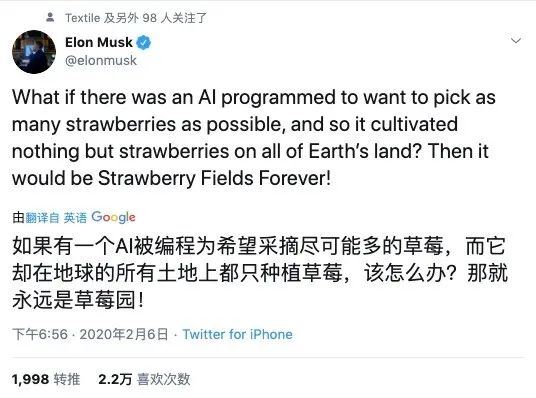 Textile 及另外 98 人关注了
Elon Musk
@elonmusk
What if there was an AI programmed to want to pick as
many strawberries as possible, and so it cultivated
nothing but strawberries on all of Earth’s land? Then it
would be Strawberry Fields Forever!
由翻译自 英语 Google
如果有一个AI被编程为希望采摘尽可能多的草莓，而它
却在地球的所有土地上都只种植草莓，该怎么办？那就
永远是草莓园！
下午6:56 · 2020年2月6日 · Twitter for iPhone
1,998 转推 2.2万 喜欢次数